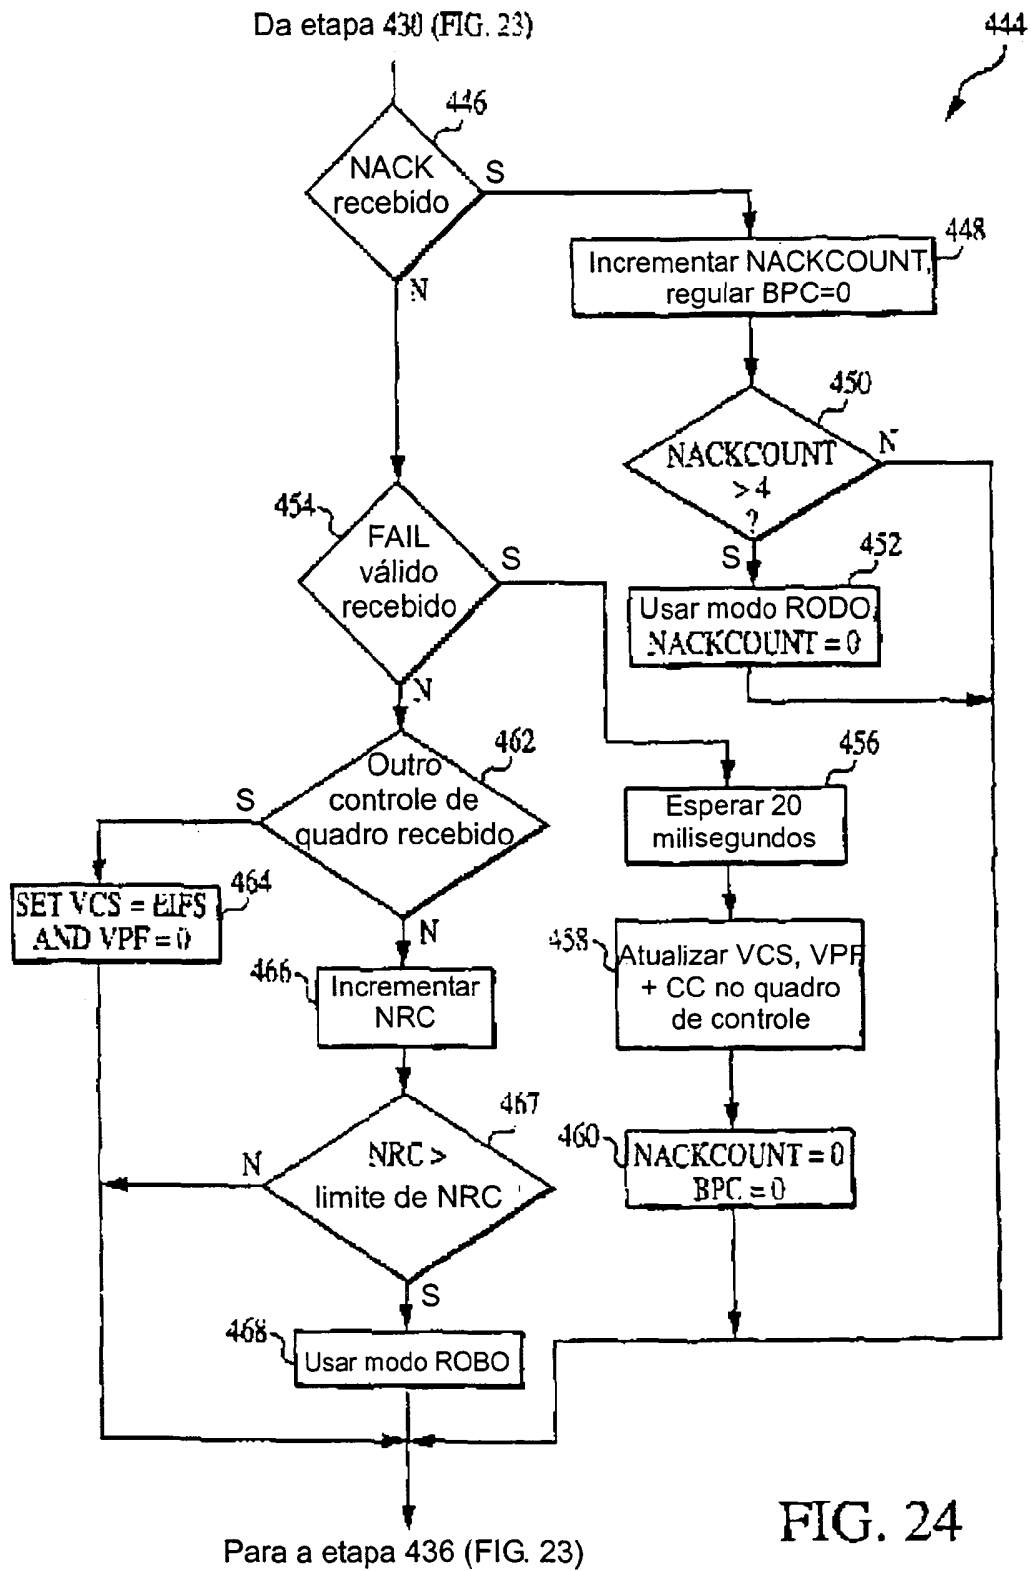 Da etapa 430 (FIG. 23)
444
446
NACK
recebido
S
N
448
Incrementar NACKCOUNT,
regular BPC=0
450
NACKCOUNT
> 4
?
N
S
452
Usar modo RODO,
NACKCOUNT = 0
454
FAIL
válido
recebido
S
N
456
Esperar 20
milisegundos
458
Atualizar VCS, VPF
+ CC no quadro
de controle
460
NACKCOUNT = 0
BPC = 0
462
Outro
controle de
quadro recebido
S
N
464
SET VCS = EIFS
AND VPF = 0
466
Incrementar
NRC
467
NRC >
limite de NRC
N
S
468
Usar modo ROBO
Para a etapa 436 (FIG. 23)
FIG. 24